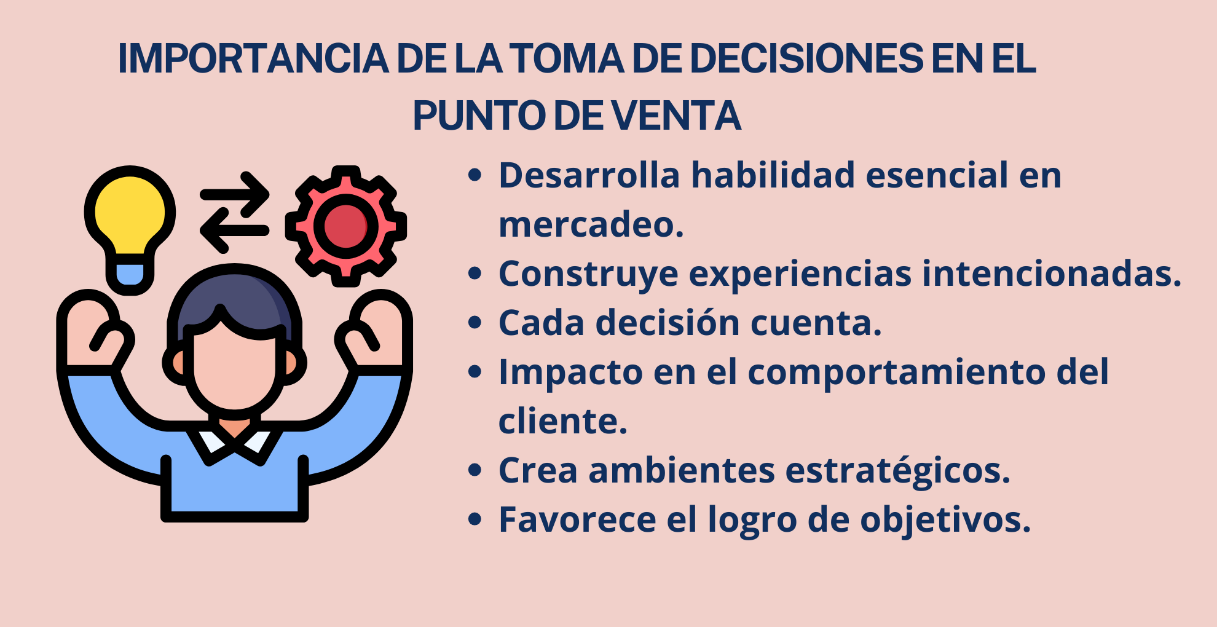 IMPORTANCIA DE LA TOMA DE DECISIONES EN EL
PUNTO DE VENTA
• Desarrolla habilidad esencial en
mercadeo.
• Construye experiencias intencionadas.
• Cada decisión cuenta.
• Impacto en el comportamiento del
cliente.
• Crea ambientes estratégicos.
• Favorece el logro de objetivos.